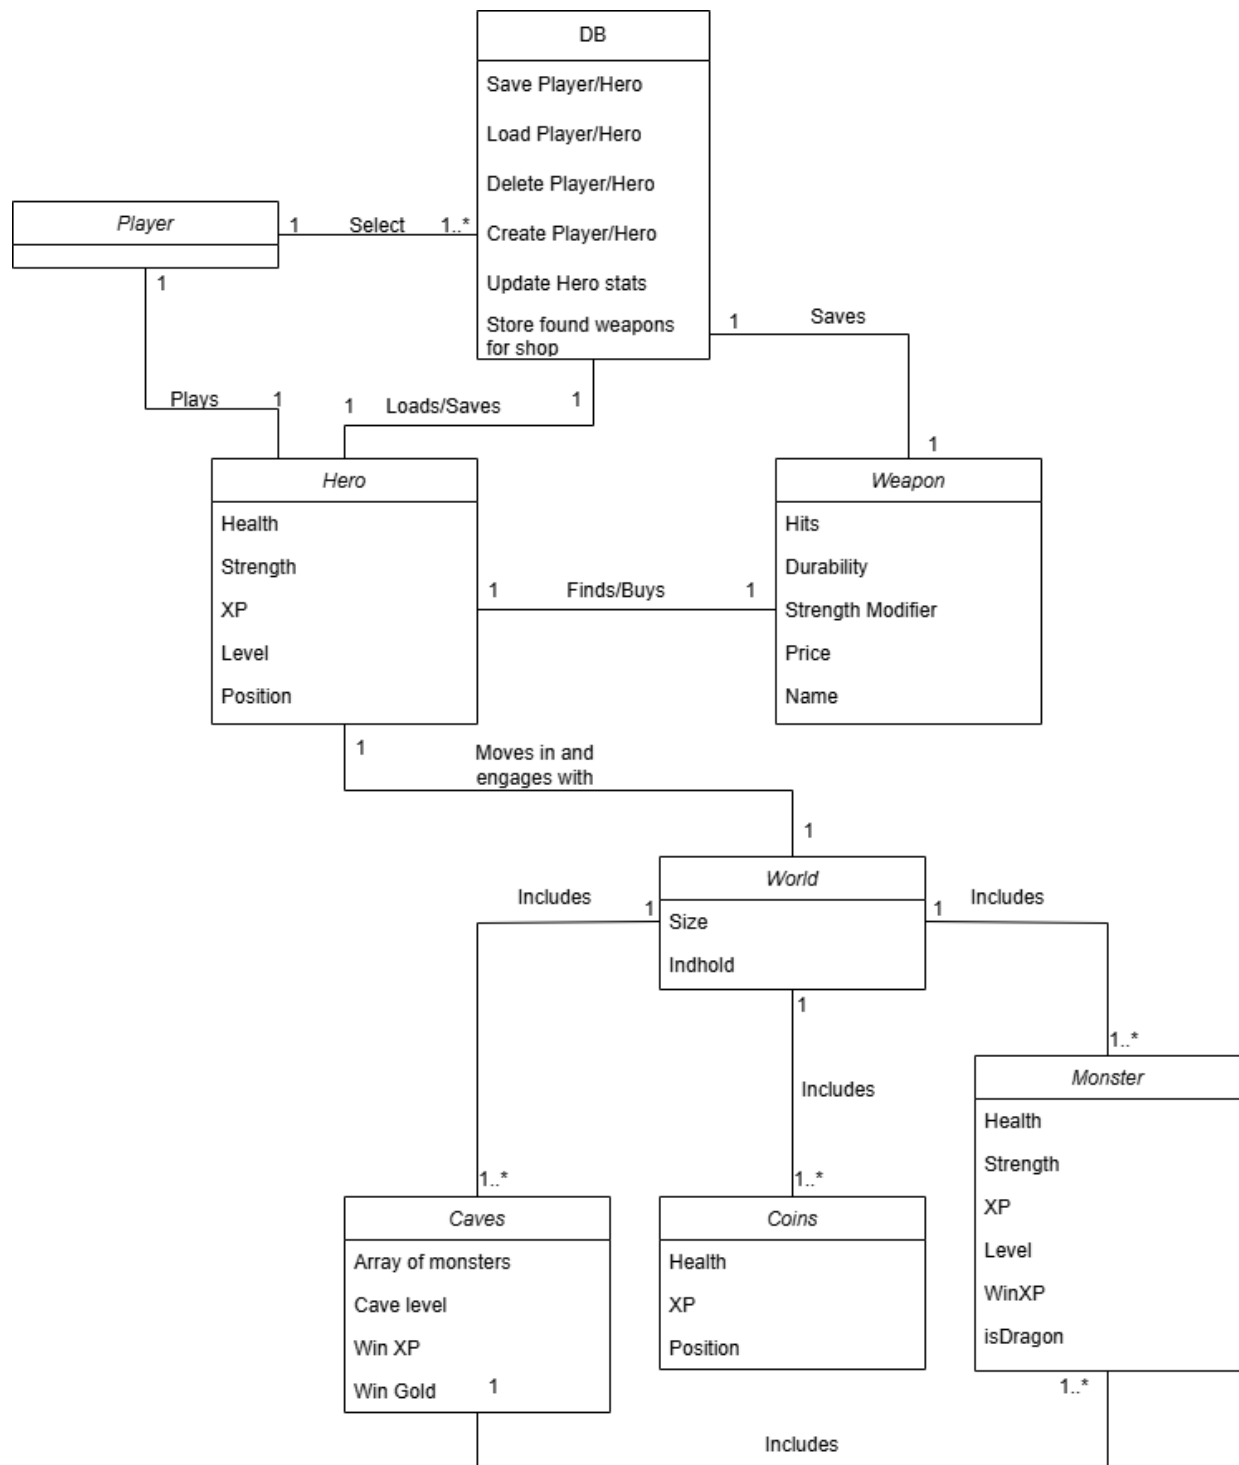 DB
Save Player/Hero
Load Player/Hero
Delete Player/Hero
Create Player/Hero
Update Hero stats
Store found weapons
for shop
Player
1
Select
1..*
1
Plays
1
1
Loads/Saves
1
1
Saves
1
Hero
Health
Strength
XP
Level
Position
1
Finds/Buys
1
Weapon
Hits
Durability
Strength Modifier
Price
Name
1
Moves in and
engages with
1
World
Size
Indhold
Includes
1
1
Includes
1
Includes
1..*
1..*
1..*
Caves
Array of monsters
Cave level
Win XP
Win Gold
1
Coins
Health
XP
Position
Monster
Health
Strength
XP
Level
WinXP
isDragon
1..*
Includes